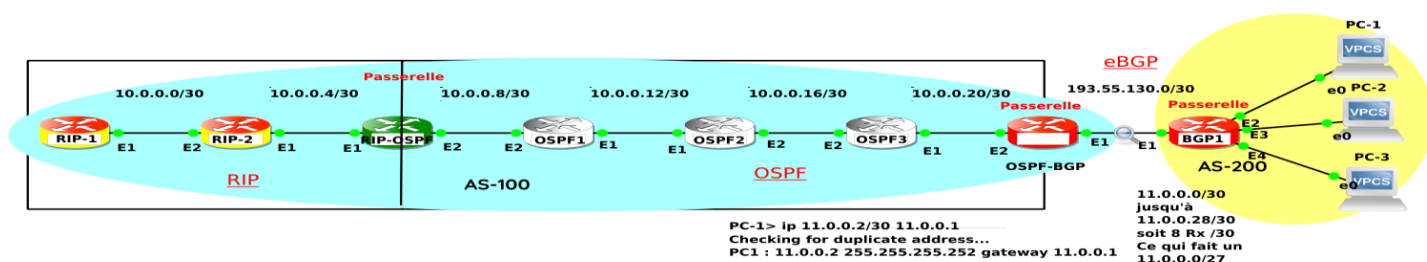 PC-1
VPCS
eBGP
Passerelle
10.0.0.0/30
10.0.0.4/30
10.0.0.8/30
10.0.0.12/30
10.0.0.16/30
10.0.0.20/30
193.55.130.0/30
Passerelle
Passerelle
e0
PC-2
VPCS
RIP-1
RIP-2
RIP-OSPF
OSPF1
OSPF2
OSPF3
BGP1
E2
E3
e0
E1
E2
E1
E1
E2
E1
E2
E2
E1
E1
E2
E1
E1
E4
OSPF-BGP
PC-3
AS-200
RIP
AS-100
OSPF
e0
VPCS
11.0.0.0/30
jusqu'à
11.0.0.28/30
soit 8 Rx /30
Ce qui fait un
11.0.0.0/27
PC-1> ip 11.0.0.2/30 11.0.0.1
Checking for duplicate address...
PC1 : 11.0.0.2 255.255.255.252 gateway 11.0.0.1